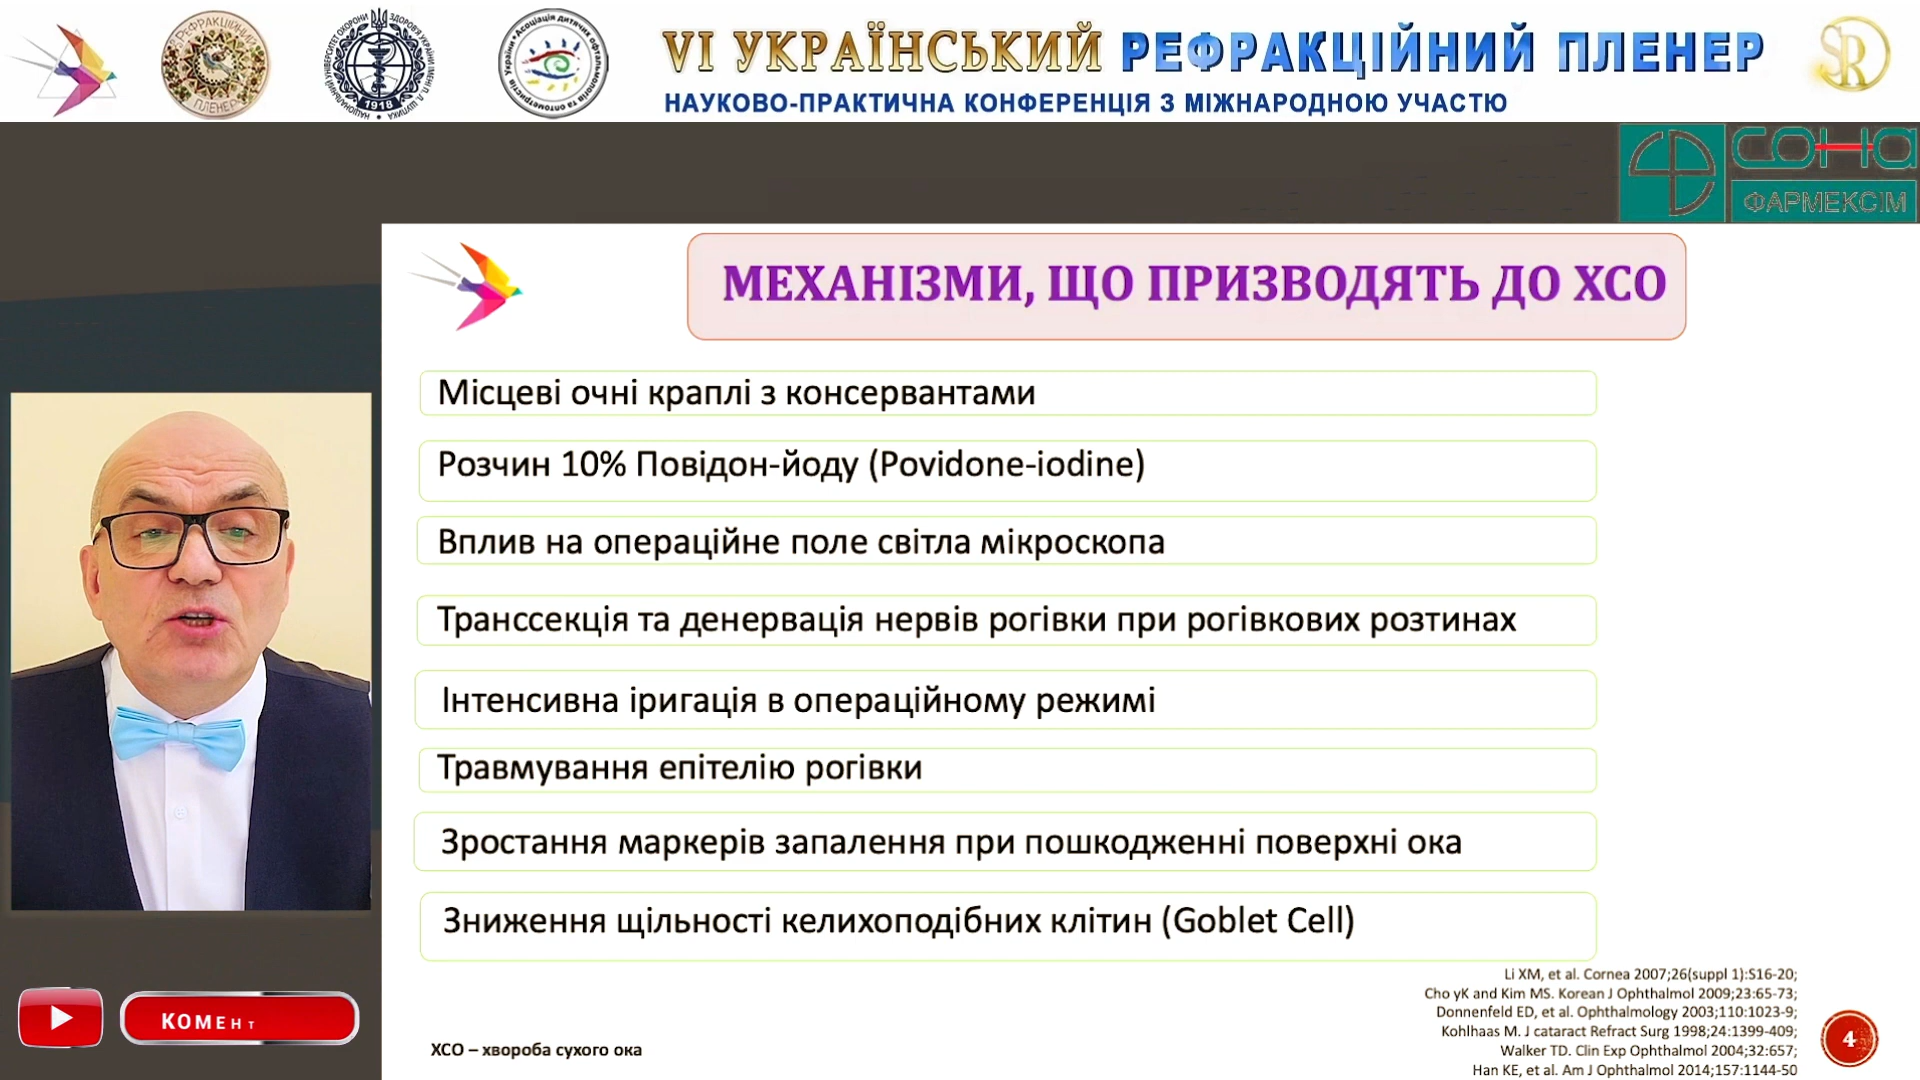 РЕФРАКЦІЙНИЙ
ПЛЕНЕР
1918
VI УКРАЇНСЬКИЙ РЕФРАКЦІЙНИЙ ПЛЕНЕР
НАУКОВО-ПРАКТИЧНА КОНФЕРЕНЦІЯ З МІЖНАРОДНОЮ УЧАСТЮ
SR
СОНА
ФАРМЕКСІМ
МЕХАНІЗМИ, ЩО ПРИЗВОДЯТЬ ДО ХСО
Місцеві очні краплі з консервантами
Розчин 10% Повідон-йоду (Povidone-iodine)
Вплив на операційне поле світла мікроскопа
Транссекція та денервація нервів рогівки при рогівкових розтинах
Інтенсивна іригація в операційному режимі
Травмування епітелію рогівки
Зростання маркерів запалення при пошкодженні поверхні ока
Зниження щільності келихоподібних клітин (Goblet Cell)
Li XM, et al. Cornea 2007;26(suppl 1):S16-20;
Cho yK and Kim MS. Korean J Ophthalmol 2009;23:65-73;
Donnenfeld ED, et al. Ophthalmology 2003;110:1023-9;
Kohlhaas M. J cataract Refract Surg 1998;24:1399-409;
Walker TD. Clin Exp Ophthalmol 2004;32:657;
Han KE, et al. Am J Ophthalmol 2014;157:1144-50
4
ХСО – хвороба сухого ока
КОМЕНТ